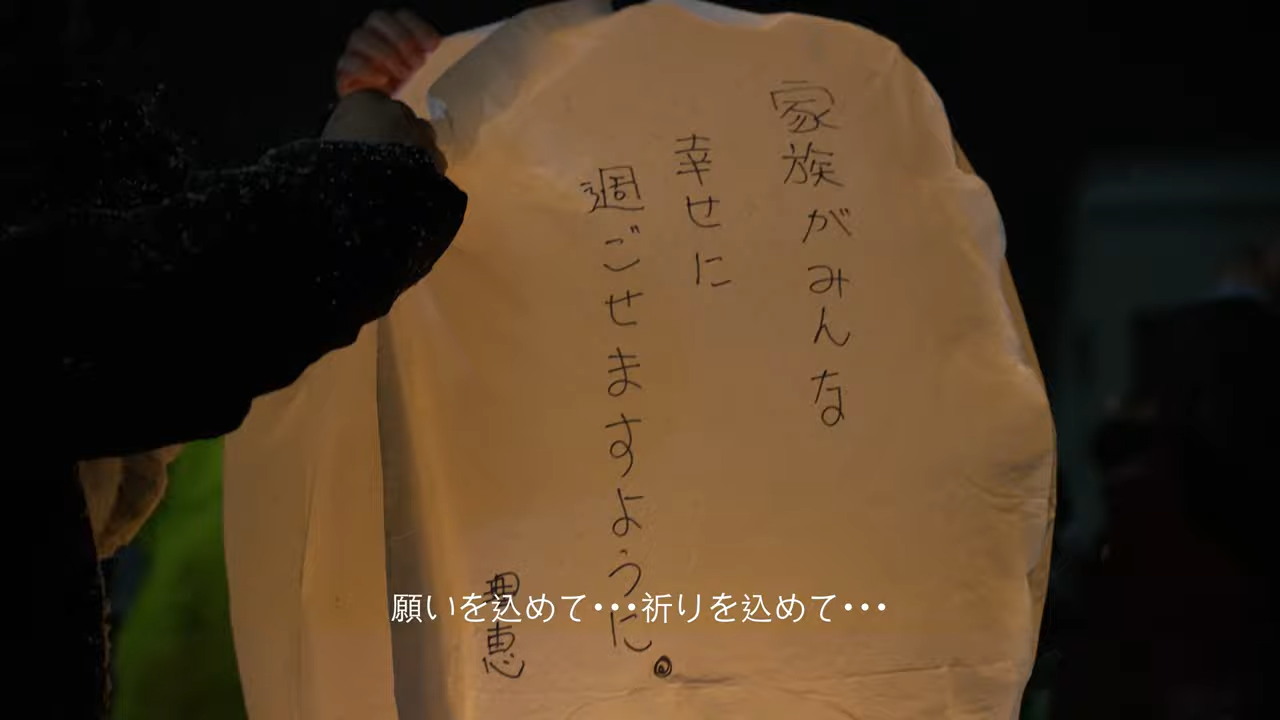 家族がみんな
幸せに
過ごせますように。
恵
願いを込めて・・・祈りを込めて・・・